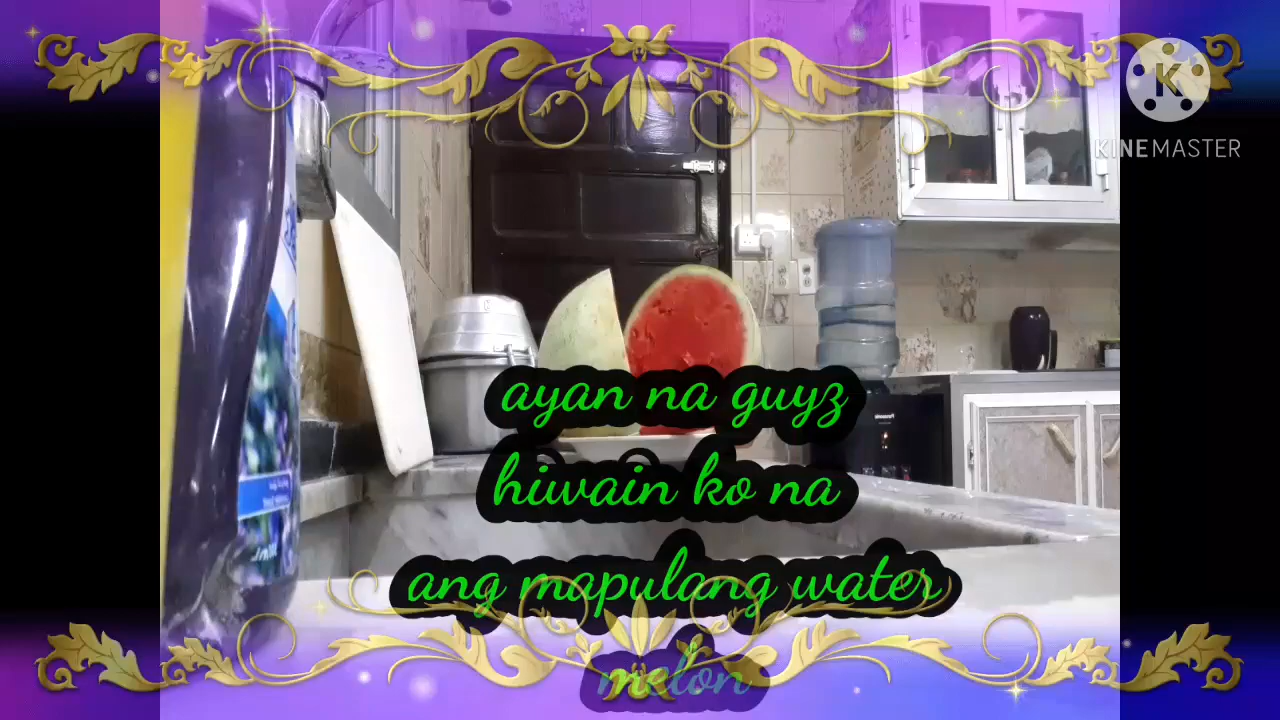 KINEMASTER
ayan na guyz
hiwain ko na
ang mapulang water
melon